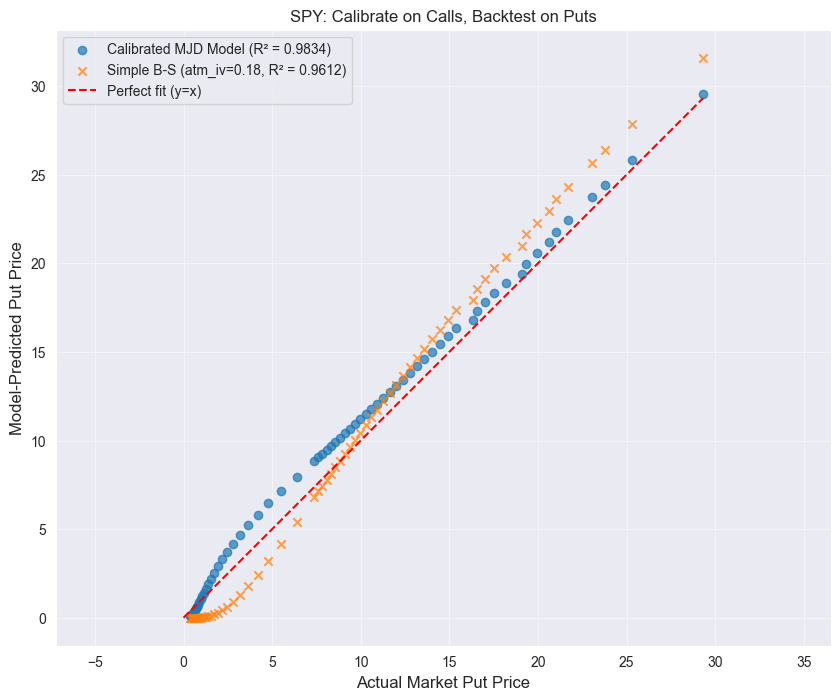 SPY: Calibrate on Calls, Backtest on Puts
Calibrated MJD Model (R² = 0.9834)
Simple B-S (atm_iv=0.18, R² = 0.9612)
Perfect fit (y=x)
Model-Predicted Put Price
30
25
20
15
10
5
0
−5
0
5
10
15
20
25
30
35
Actual Market Put Price